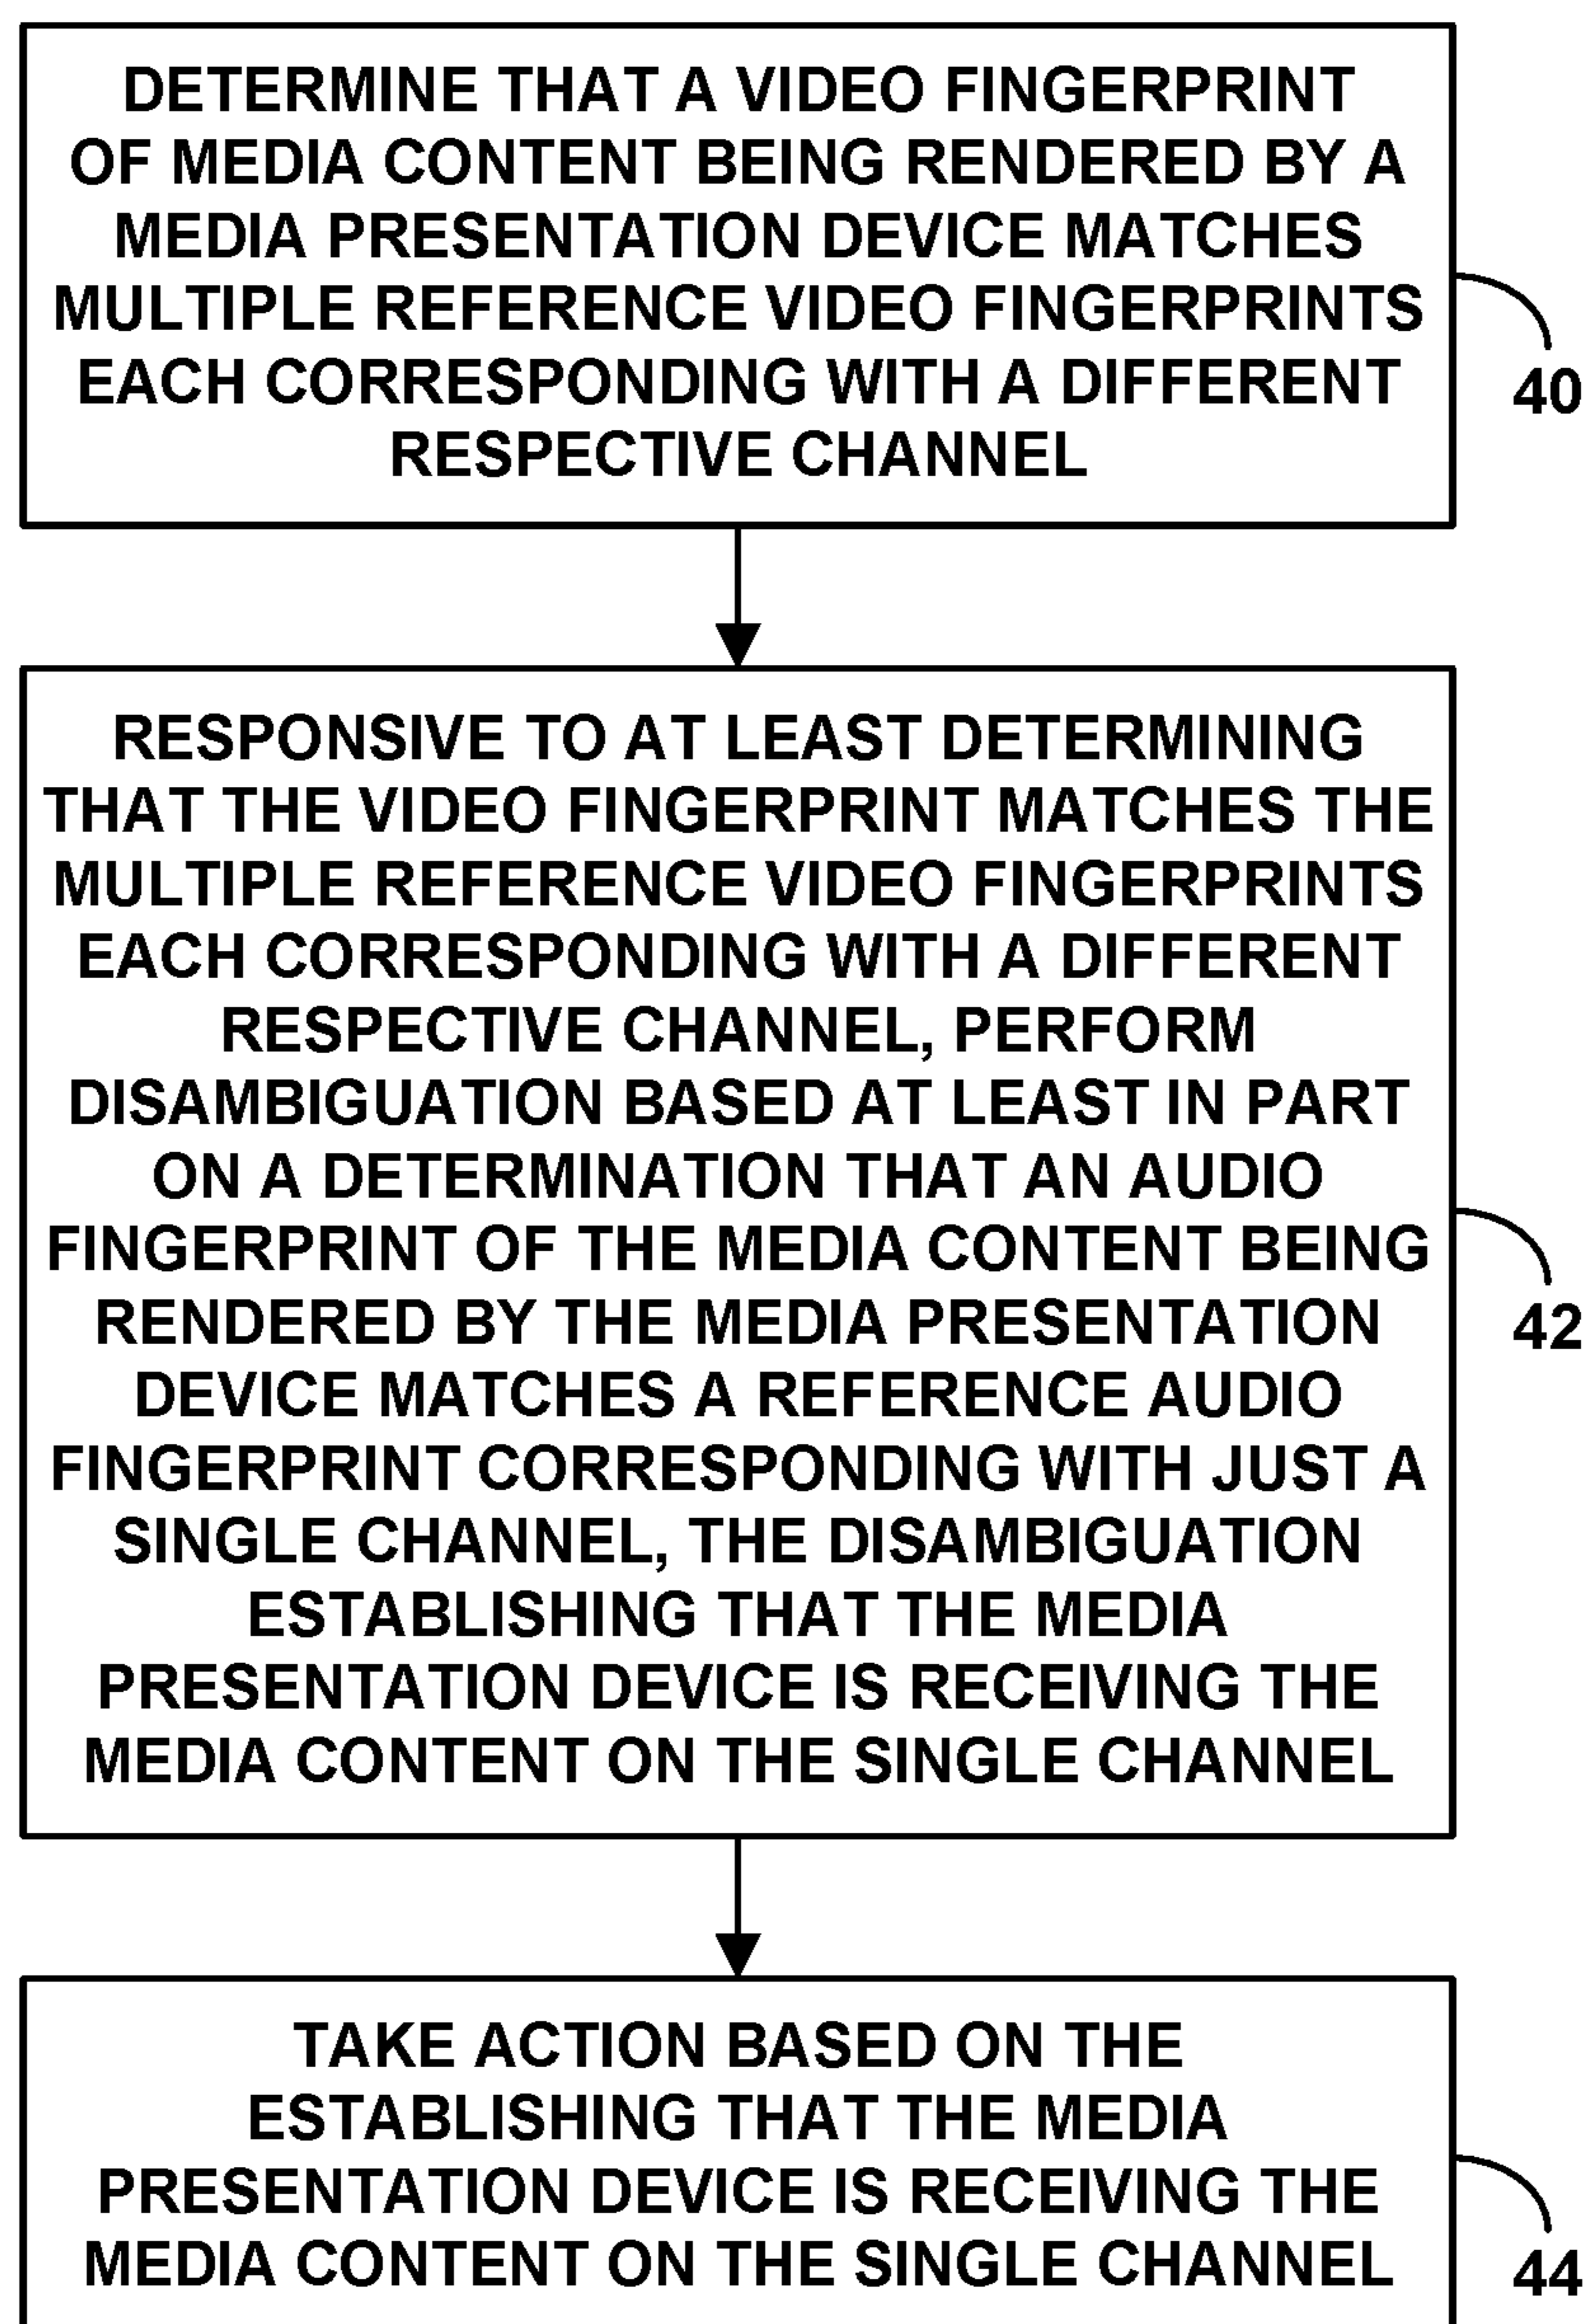 DETERMINE THAT A VIDEO FINGERPRINT
OF MEDIA CONTENT BEING RENDERED BY A
MEDIA PRESENTATION DEVICE MATCHES
MULTIPLE REFERENCE VIDEO FINGERPRINTS
EACH CORRESPONDING WITH A DIFFERENT
RESPECTIVE CHANNEL
40
RESPONSIVE TO AT LEAST DETERMINING
THAT THE VIDEO FINGERPRINT MATCHES THE
MULTIPLE REFERENCE VIDEO FINGERPRINTS
EACH CORRESPONDING WITH A DIFFERENT
RESPECTIVE CHANNEL, PERFORM
DISAMBIGUATION BASED AT LEAST IN PART
ON A DETERMINATION THAT AN AUDIO
FINGERPRINT OF THE MEDIA CONTENT BEING
RENDERED BY THE MEDIA PRESENTATION
DEVICE MATCHES A REFERENCE AUDIO
FINGERPRINT CORRESPONDING WITH JUST A
SINGLE CHANNEL, THE DISAMBIGUATION
ESTABLISHING THAT THE MEDIA
PRESENTATION DEVICE IS RECEIVING THE
MEDIA CONTENT ON THE SINGLE CHANNEL
42
TAKE ACTION BASED ON THE
ESTABLISHING THAT THE MEDIA
PRESENTATION DEVICE IS RECEIVING THE
MEDIA CONTENT ON THE SINGLE CHANNEL
44